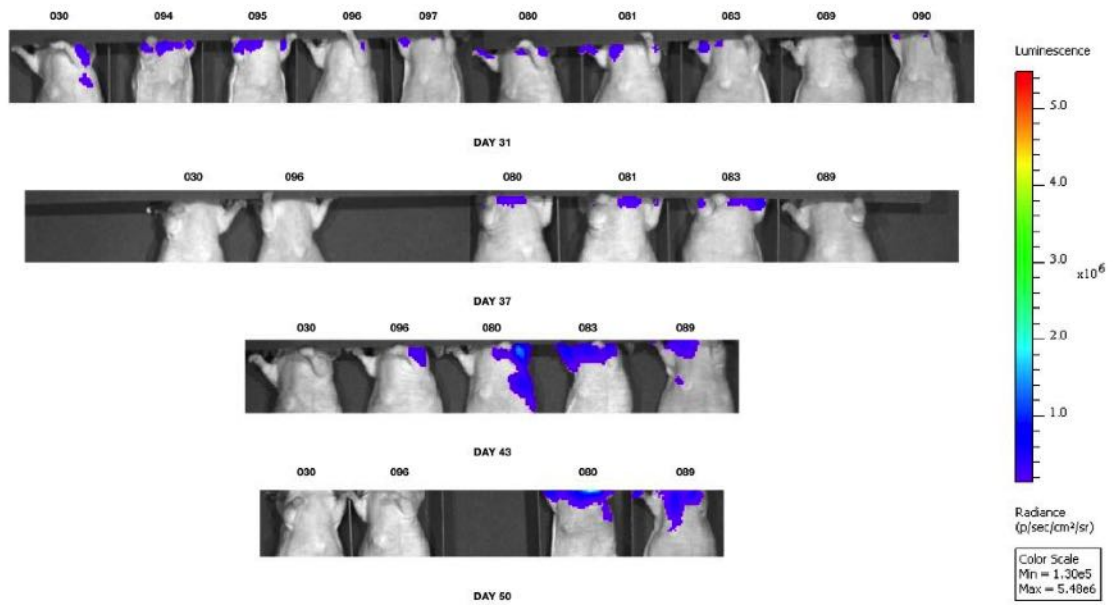 030 094 095 096 097 080 081 083 089 090
DAY 31
030 096 080 081 083 089
DAY 37
030 096 080 083 089
DAY 43
030 096 080 089
DAY 50
Luminescence
5.0
4.0
3.0
x10⁶
2.0
1.0
Radiance
(p/sec/cm²/sr)
Color Scale
Min = 1.30e5
Max = 5.48e6